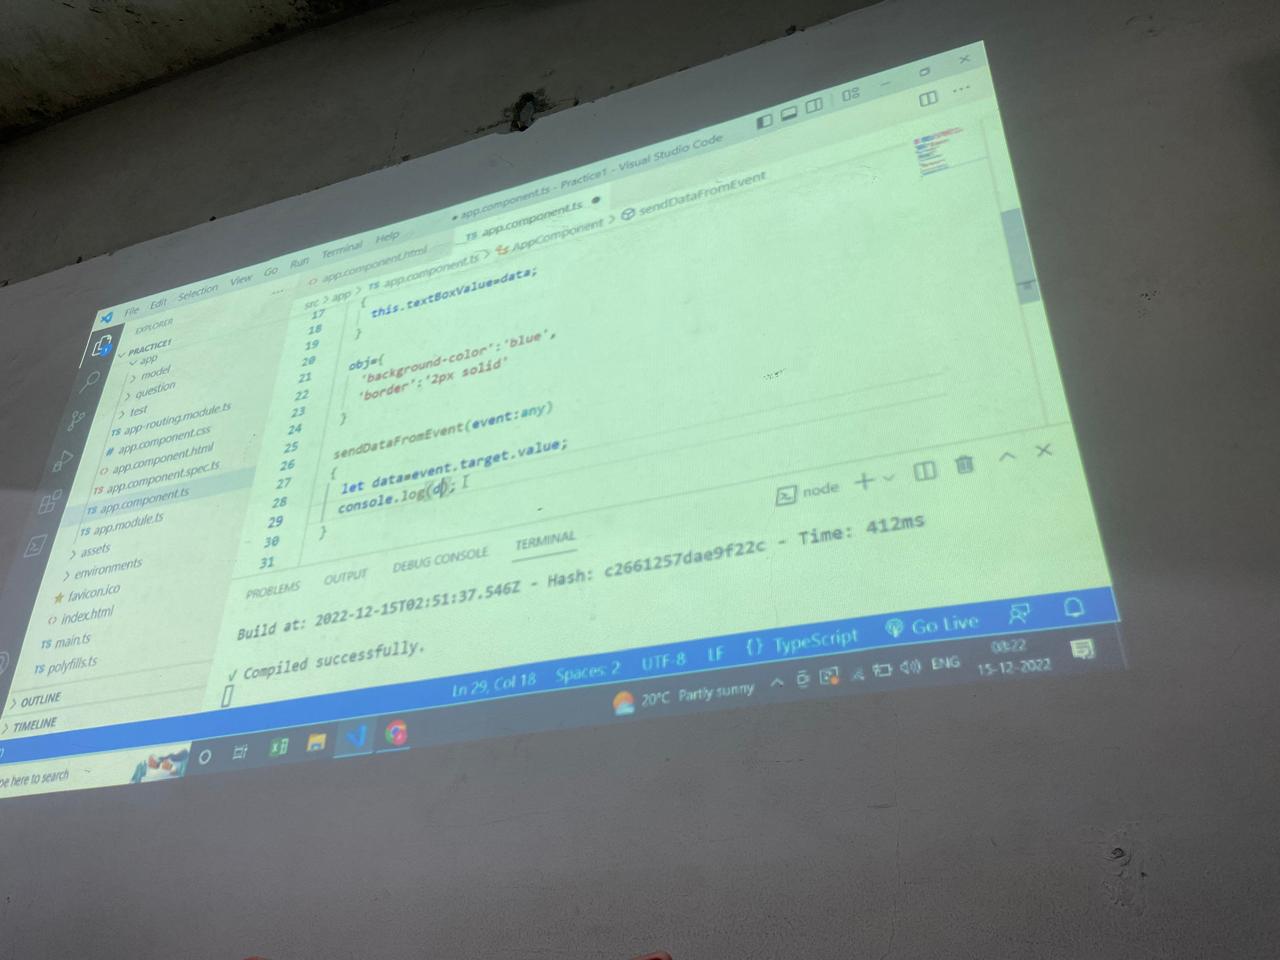 ● app.component.ts - Practice1 - Visual Studio Code
File Edit Selection View Go Run Terminal Help
EXPLORER ...
app.component.html
TS app.component.ts ●
src > app > TS app.component.ts > AppComponent > sendDataFromEvent
PRACTICE1
app
model
question
test
TS app-routing.module.ts
# app.component.css
<> app.component.html
TS app.component.spec.ts
TS app.component.ts
TS app.module.ts
assets
environments
favicon.ico
<> index.html
TS main.ts
TS polyfills.ts
OUTLINE
TIMELINE
17 {
18 this.textBoxValue=data;
19 }
20
21 obj={
22 'background-color':'blue',
23 'border':'2px solid'
24 }
25
26 sendDataFromEvent(event:any)
27 {
28 let data=event.target.value;
29 console.log(d);
30 }
31
PROBLEMS OUTPUT DEBUG CONSOLE TERMINAL
node
Build at: 2022-12-15T02:51:37.546Z - Hash: c2661257dae9f22c - Time: 412ms
√ Compiled successfully.
Ln 29, Col 18 Spaces: 2 UTF-8 LF {} TypeScript Go Live
here to search
20°C Partly sunny
ENG
15-12-2022